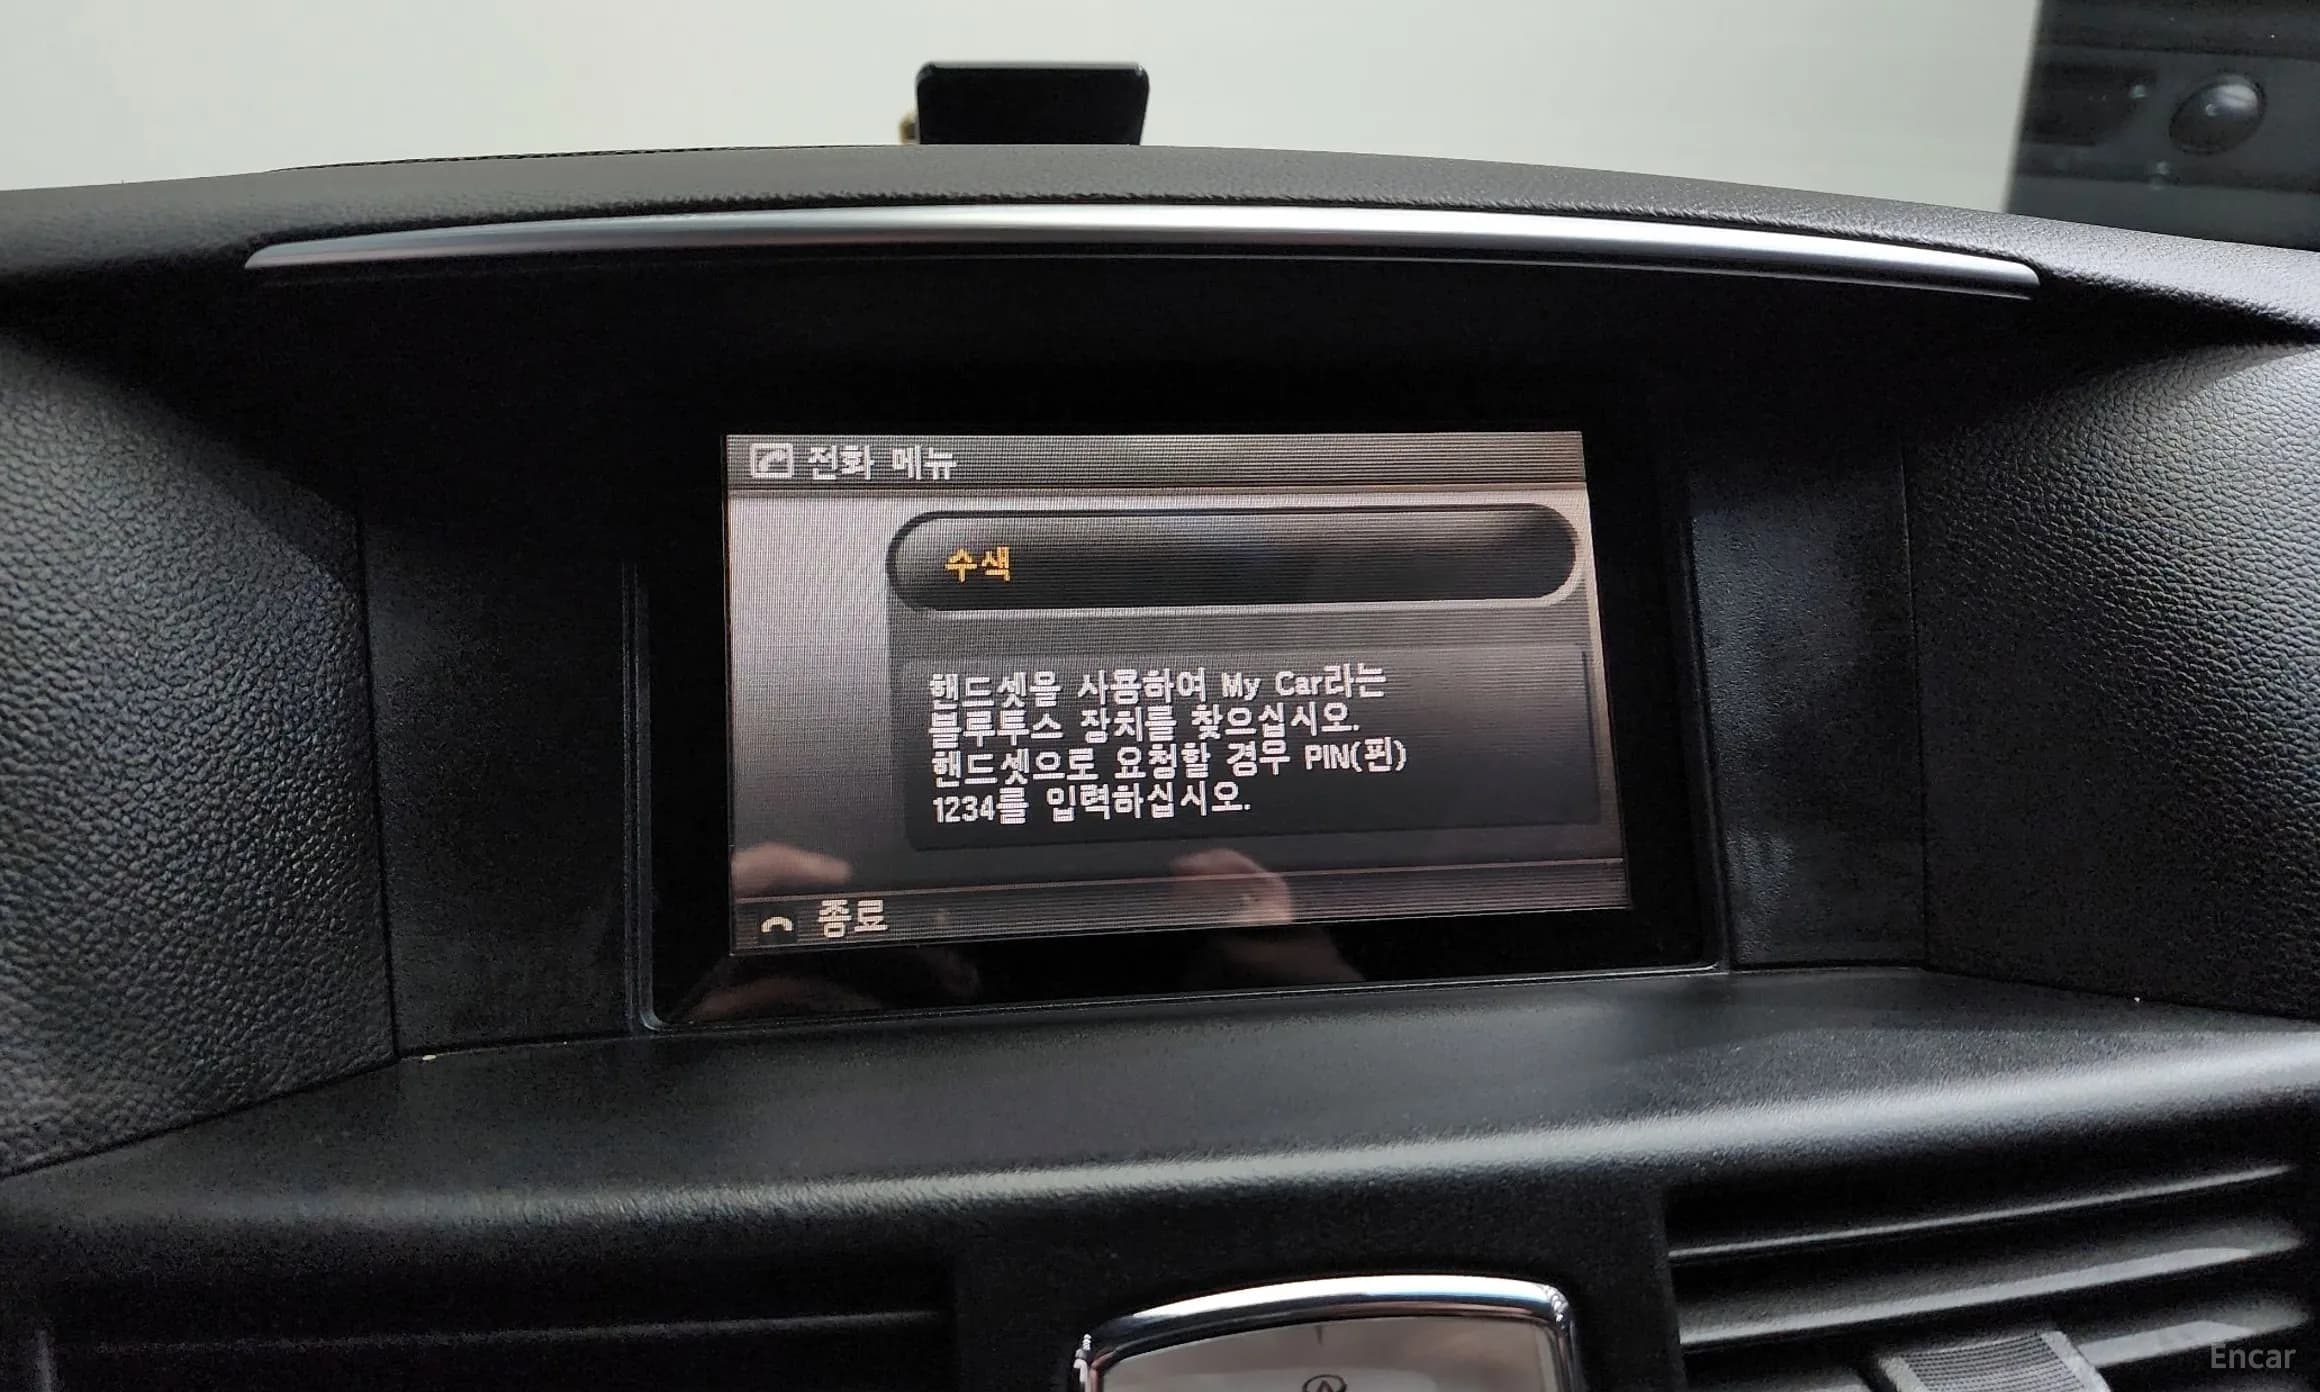 전화 메뉴
수색
핸드셋을 사용하여 My Car라는
블루투스 장치를 찾으십시오.
핸드셋으로 요청할 경우 PIN(핀)
1234를 입력하십시오.
종료
Encar